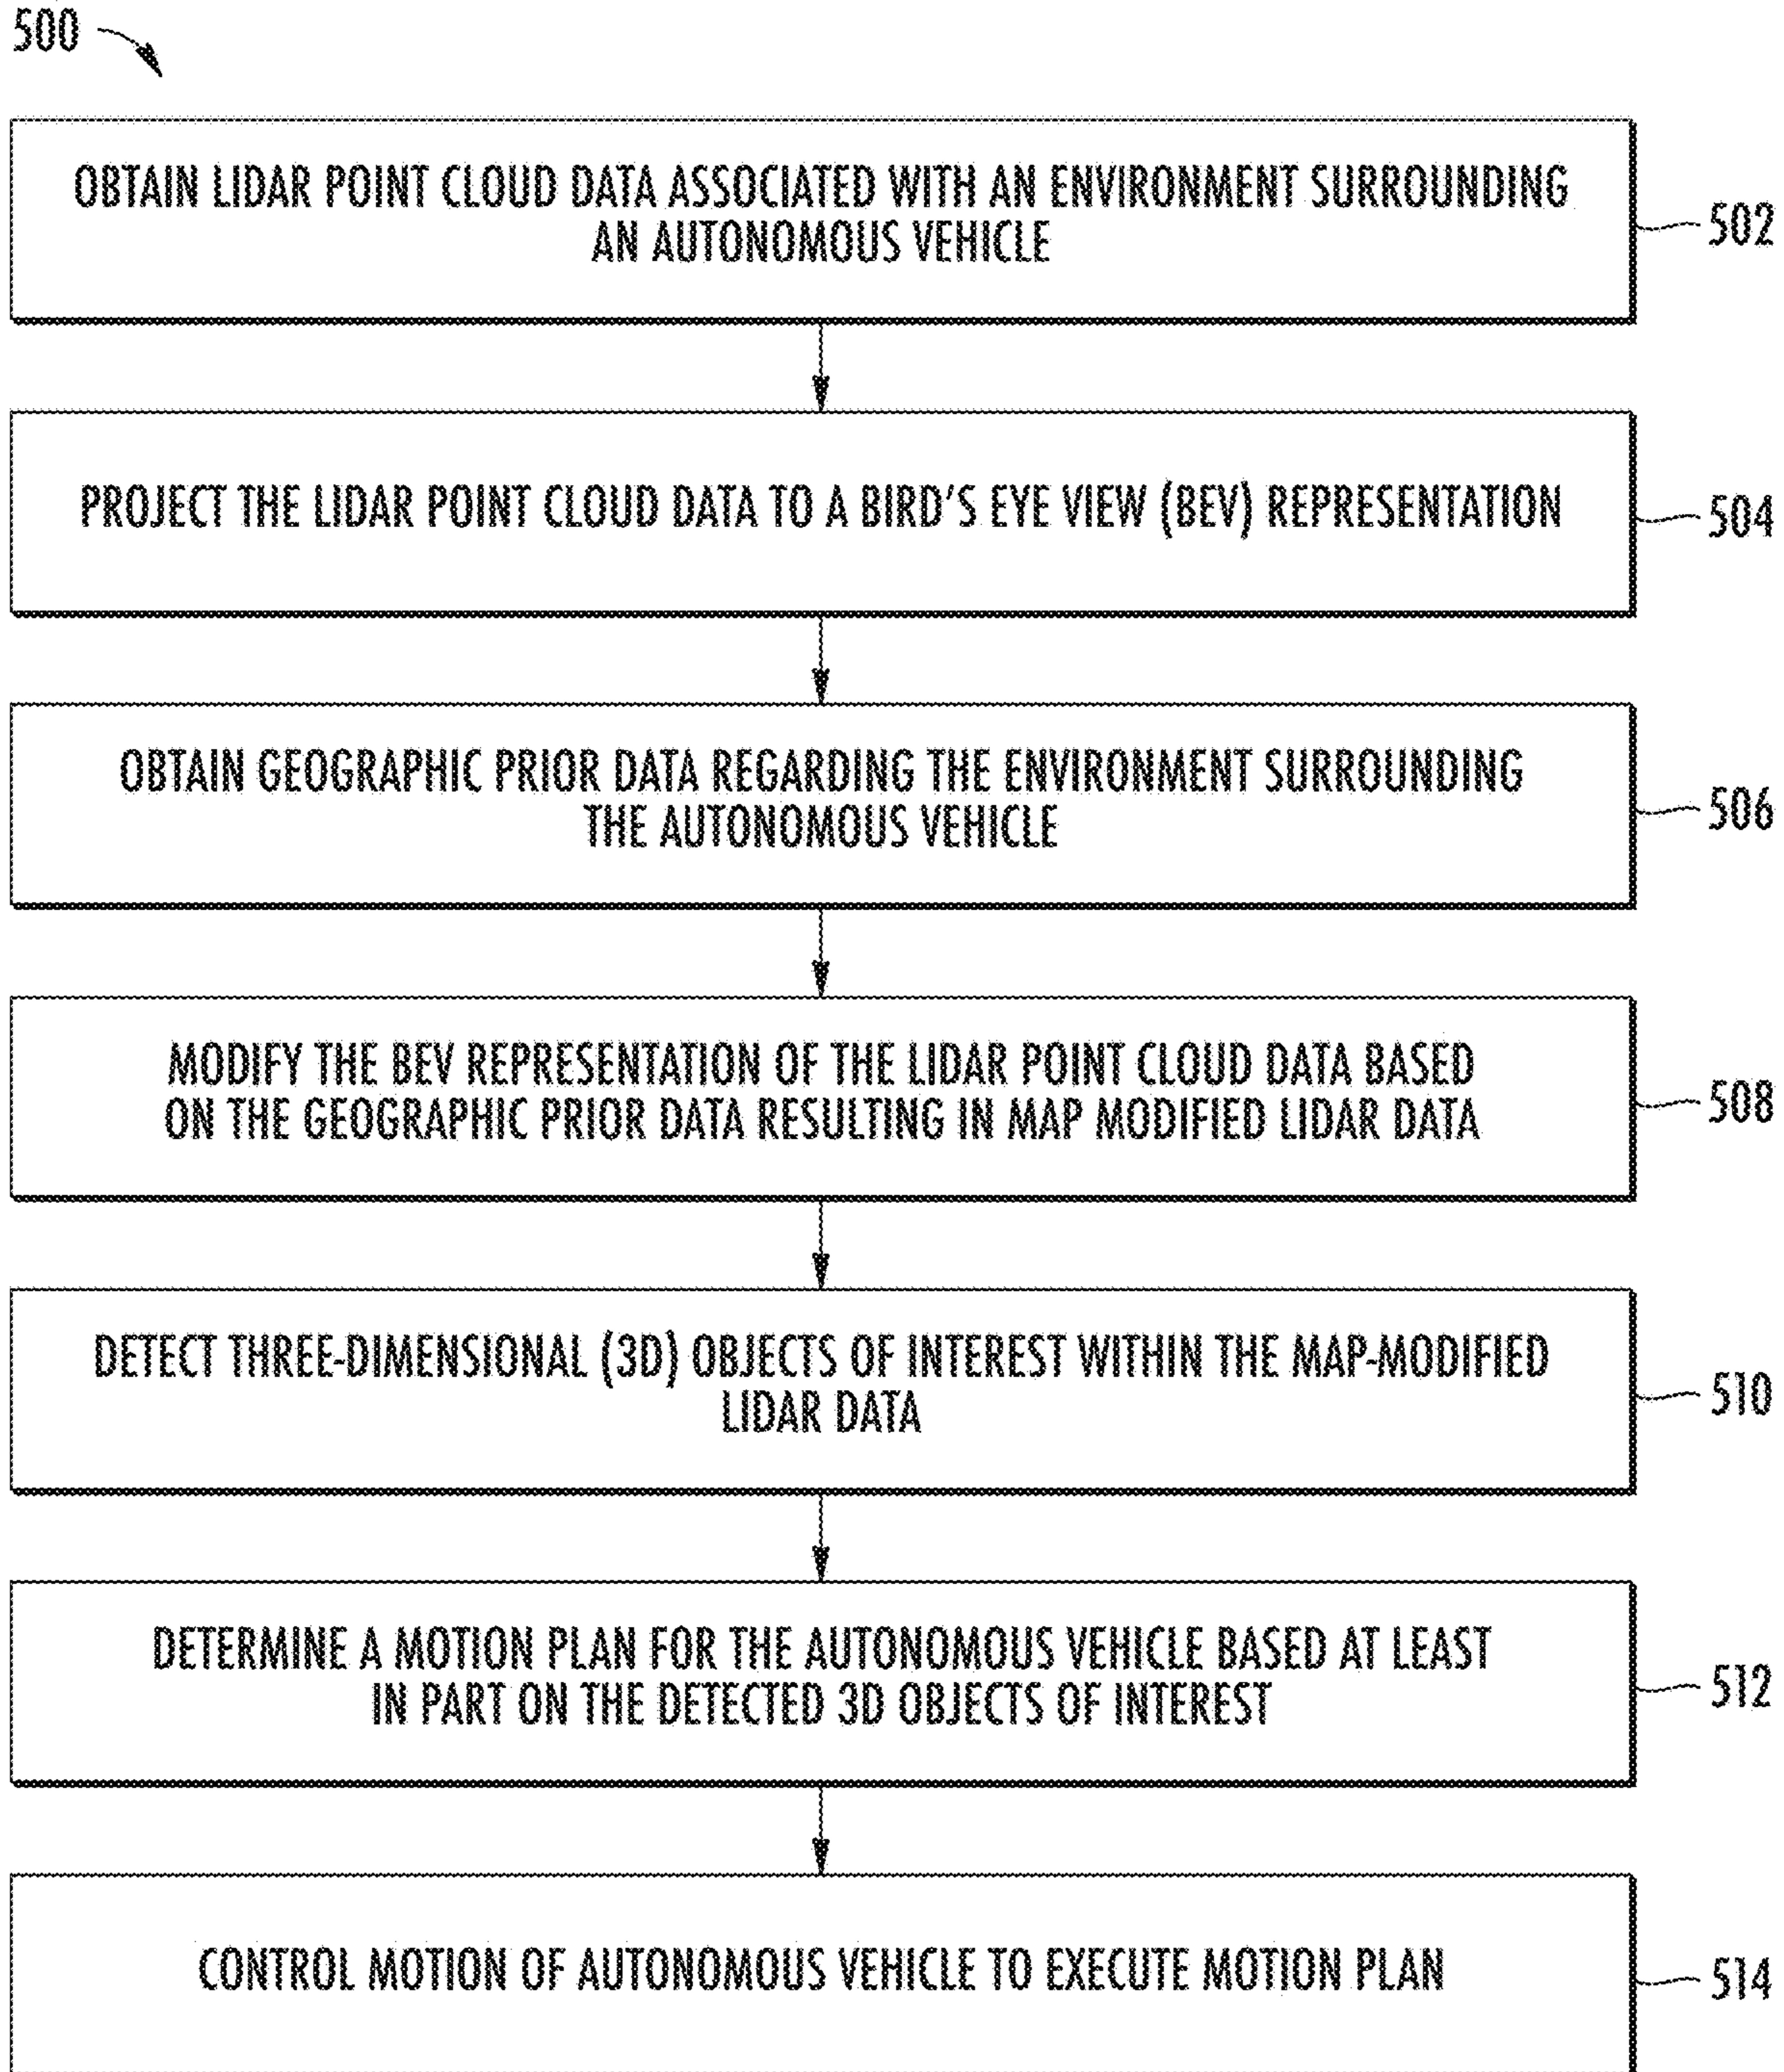 500
OBTAIN LIDAR POINT CLOUD DATA ASSOCIATED WITH AN ENVIRONMENT SURROUNDING
AN AUTONOMOUS VEHICLE
502
PROJECT THE LIDAR POINT CLOUD DATA TO A BIRD'S EYE VIEW (BEV) REPRESENTATION
504
OBTAIN GEOGRAPHIC PRIOR DATA REGARDING THE ENVIRONMENT SURROUNDING
THE AUTONOMOUS VEHICLE
506
MODIFY THE BEV REPRESENTATION OF THE LIDAR POINT CLOUD DATA BASED
ON THE GEOGRAPHIC PRIOR DATA RESULTING IN MAP MODIFIED LIDAR DATA
508
DETECT THREE-DIMENSIONAL (3D) OBJECTS OF INTEREST WITHIN THE MAP-MODIFIED
LIDAR DATA
510
DETERMINE A MOTION PLAN FOR THE AUTONOMOUS VEHICLE BASED AT LEAST
IN PART ON THE DETECTED 3D OBJECTS OF INTEREST
512
CONTROL MOTION OF AUTONOMOUS VEHICLE TO EXECUTE MOTION PLAN
514